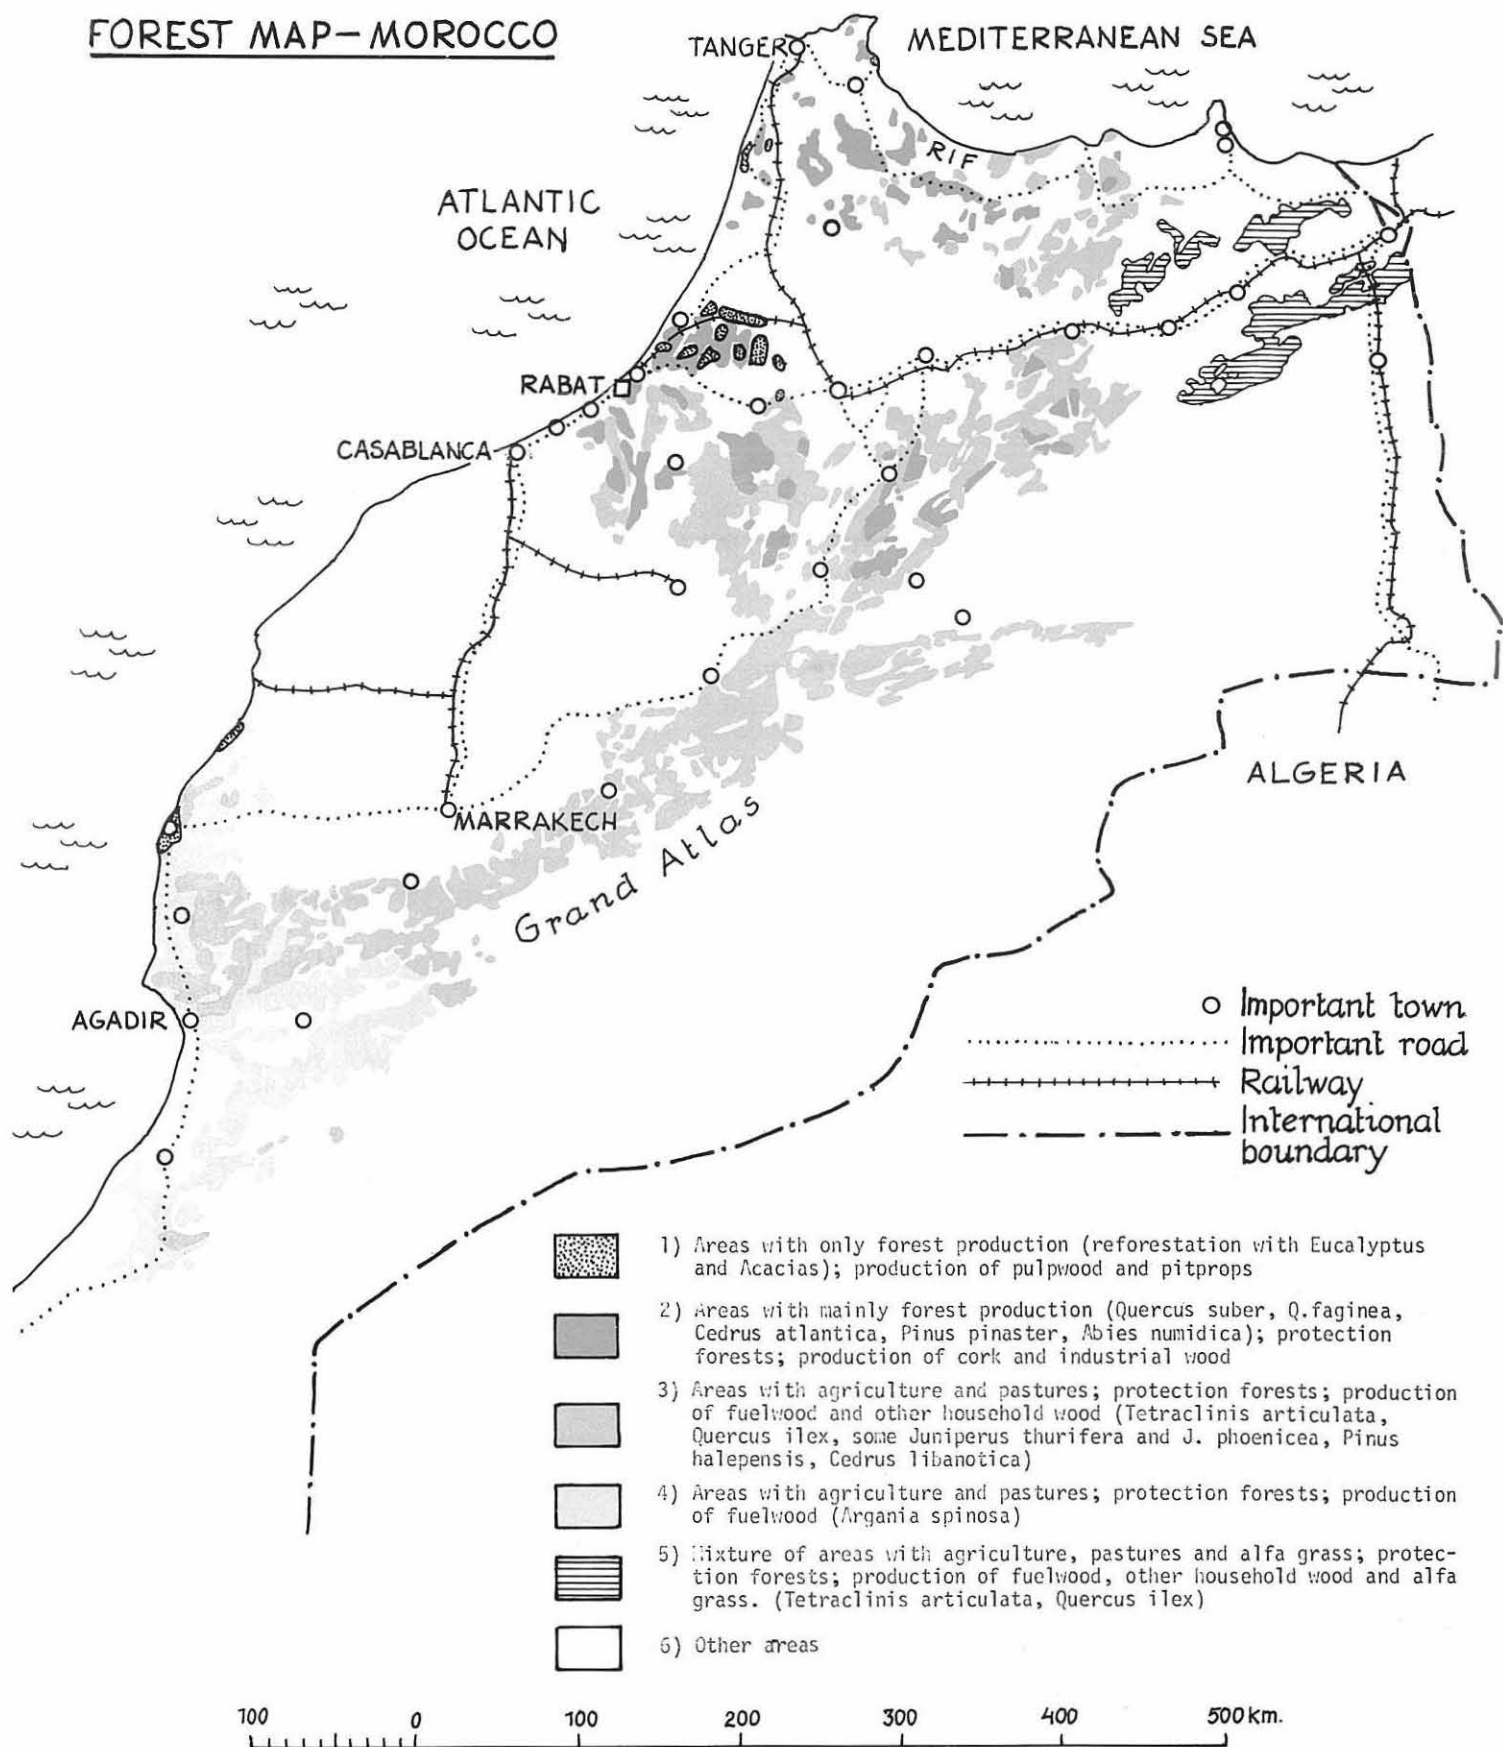 FOREST MAP—MOROCCO
TANGER
MEDITERRANEAN SEA
RIF
ATLANTIC
OCEAN
RABAT
CASABLANCA
ALGERIA
MARRAKECH
Grand Atlas
AGADIR
Important town
Important road
Railway
International
boundary
1) Areas with only forest production (reforestation with Eucalyptus
and Acacias); production of pulpwood and pitprops
2) Areas with mainly forest production (Quercus suber, Q.faginea,
Cedrus atlantica, Pinus pinaster, Abies numidica); protection
forests; production of cork and industrial wood
3) Areas with agriculture and pastures; protection forests; production
of fuelwood and other household wood (Tetraclinis articulata,
Quercus ilex, some Juniperus thurifera and J. phoenicea, Pinus
halepensis, Cedrus libanotica)
4) Areas with agriculture and pastures; protection forests; production
of fuelwood (Argania spinosa)
5) Mixture of areas with agriculture, pastures and alfa grass; protec-
tion forests; production of fuelwood, other household wood and alfa
grass. (Tetraclinis articulata, Quercus ilex)
6) Other areas
100 0 100 200 300 400 500 km.